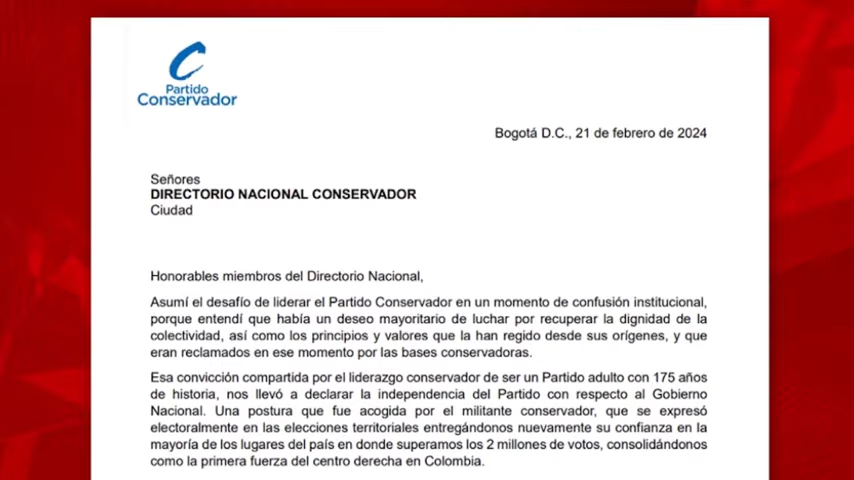 Partido
Conservador
Bogotá D.C., 21 de febrero de 2024
Señores
DIRECTORIO NACIONAL CONSERVADOR
Ciudad
Honorables miembros del Directorio Nacional,
Asumí el desafío de liderar el Partido Conservador en un momento de confusión institucional,
porque entendí que había un deseo mayoritario de luchar por recuperar la dignidad de la
colectividad, así como los principios y valores que la han regido desde sus orígenes, y que
eran reclamados en ese momento por las bases conservadoras.
Esa convicción compartida por el liderazgo conservador de ser un Partido adulto con 175 años
de historia, nos llevó a declarar la independencia del Partido con respecto al Gobierno
Nacional. Una postura que fue acogida por el militante conservador, que se expresó
electoralmente en las elecciones territoriales entregándonos nuevamente su confianza en la
mayoría de los lugares del país en donde superamos los 2 millones de votos, consolidándonos
como la primera fuerza del centro derecha en Colombia.